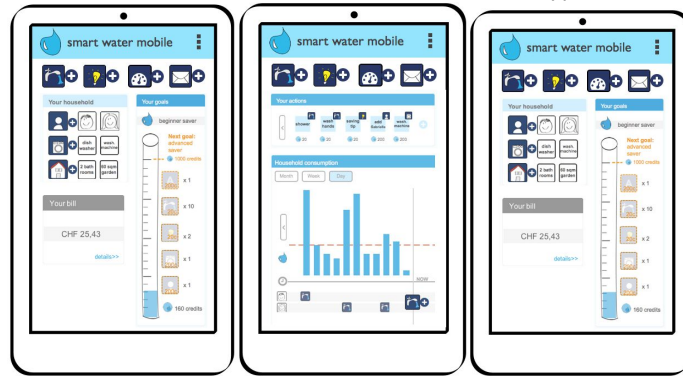 smart water mobile
Your household
Your goals
beginner saver
Next goal:
advanced
saver
1000 credits
dish
washer
wash.
machine
2 bath
rooms
60 sqm
garden
x 1
x 10
x 2
x 1
x 1
160 credits
Your bill
CHF 25,43
details>>
smart water mobile
Your actions
shower
wash
hands
saving
tip
add
wash.
machine
20
20
20
200
200
Household consumption
Month
Week
Day
NOW
smart water mobile
Your household
Your goals
beginner saver
Next goal:
advanced
saver
1000 credits
dish
washer
wash.
machine
2 bath
rooms
60 sqm
garden
x 1
x 10
x 2
x 1
x 1
160 credits
Your bill
CHF 25,43
details>>